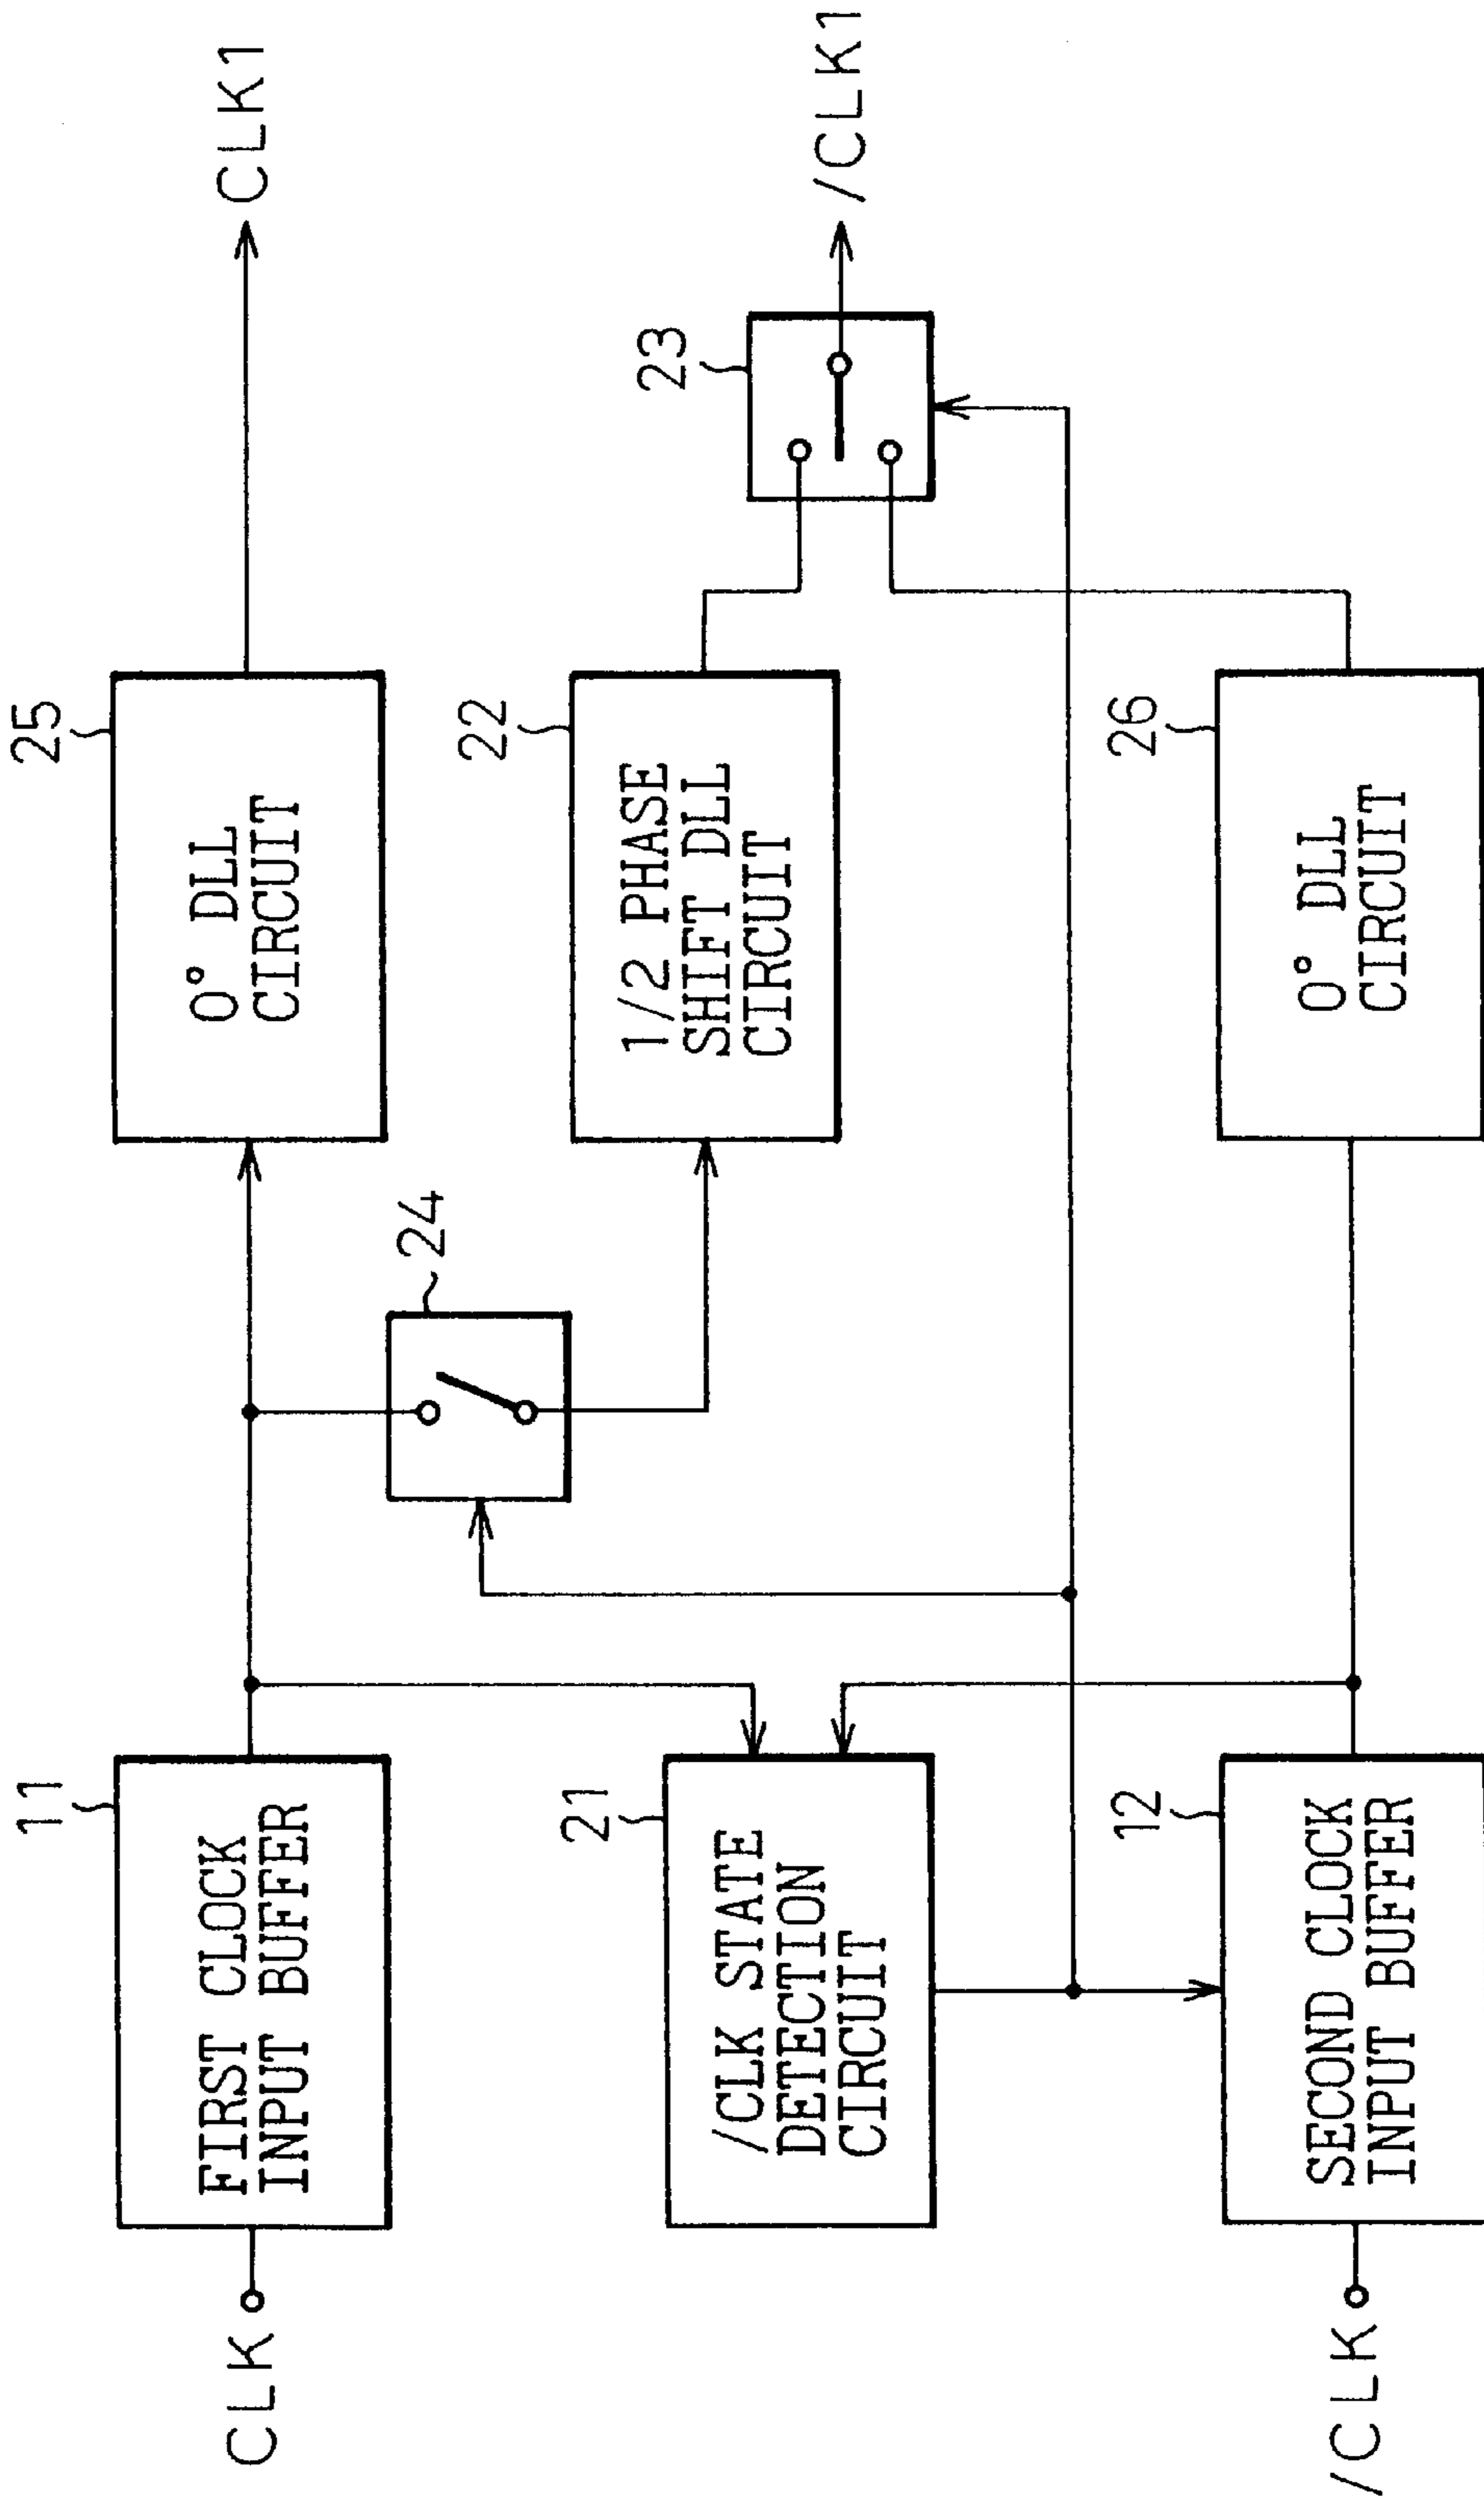 CLK
11
FIRST CLOCK
INPUT BUFFER
25
0° DLL
CIRCUIT
CLK1
24
22
1/2 PHASE
SHIFT DLL
CIRCUIT
21
/CLK STATE
DETECTION
CIRCUIT
23
/CLK1
/CLK
12
SECOND CLOCK
INPUT BUFFER
26
0° DLL
CIRCUIT